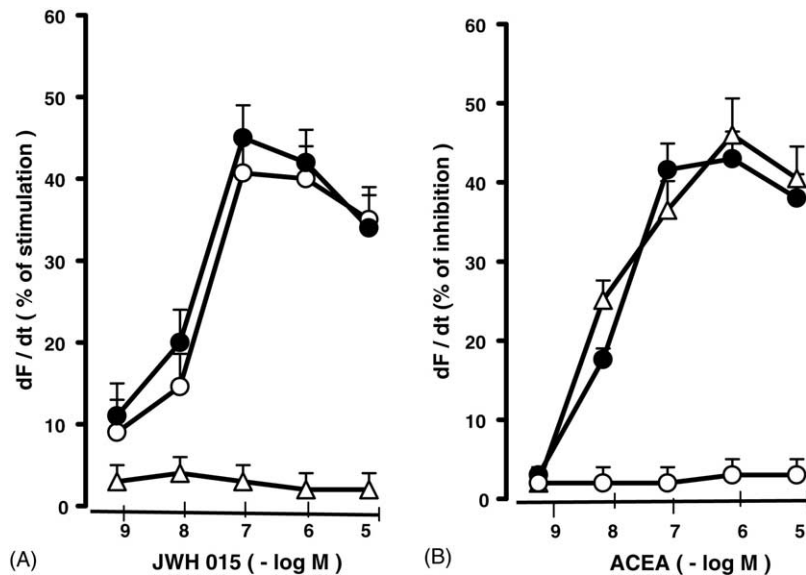 60
50
40
30
20
10
0
dF / dt ( % of stimulation )
9 8 7 6 5
(A) JWH 015 ( - log M )
60
50
40
30
20
10
0
dF / dt (% of inhibition )
9 8 7 6 5
(B) ACEA ( - log M )